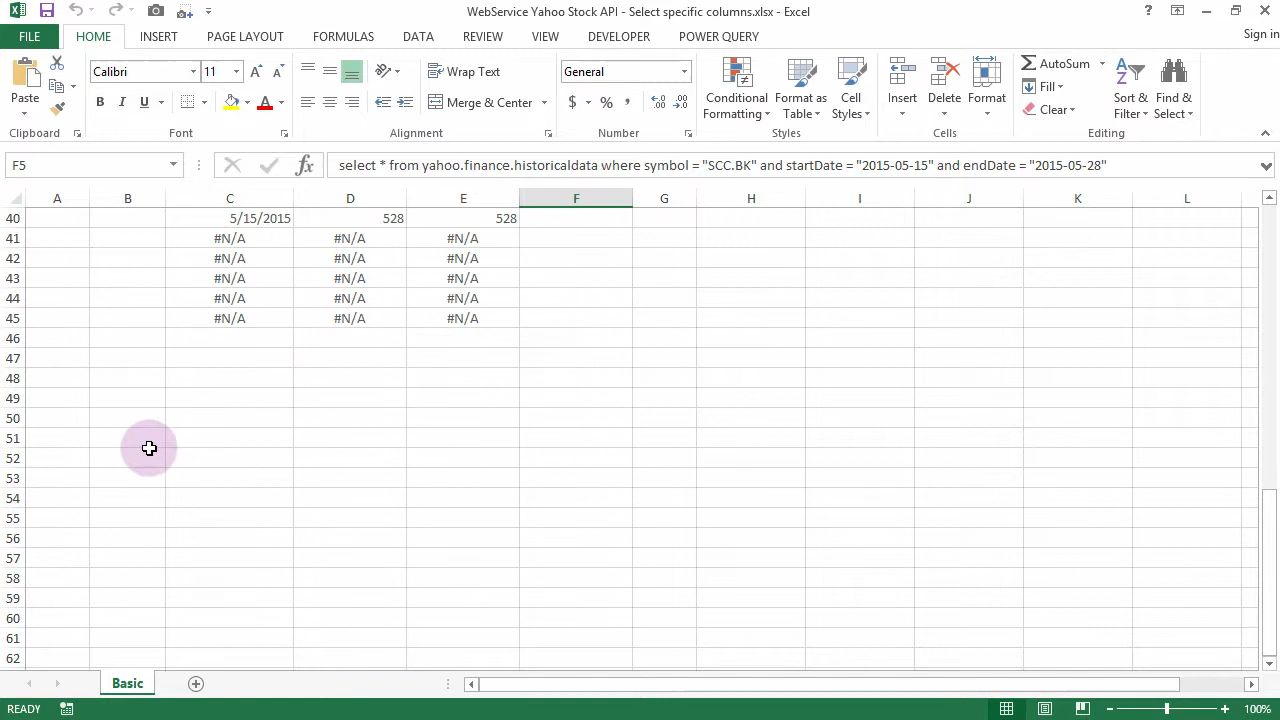 WebService Yahoo Stock API - Select specific columns.xlsx - Excel
FILE HOME INSERT PAGE LAYOUT FORMULAS DATA REVIEW VIEW DEVELOPER POWER QUERY Sign in
Calibri 11 Wrap Text General AutoSum
Paste B I U Merge & Center $ % , Conditional Formatting Format as Table Cell Styles Insert Delete Format Fill Clear Sort & Filter Find & Select
Clipboard Font Alignment Number Styles Cells Editing
F5 fx select * from yahoo.finance.historicaldata where symbol = "SCC.BK" and startDate = "2015-05-15" and endDate = "2015-05-28"
A B C D E F G H I J K L
40 5/15/2015 528 528
41 #N/A #N/A #N/A
42 #N/A #N/A #N/A
43 #N/A #N/A #N/A
44 #N/A #N/A #N/A
45 #N/A #N/A #N/A
46
47
48
49
50
51
52
53
54
55
56
57
58
59
60
61
62
Basic
READY 100%